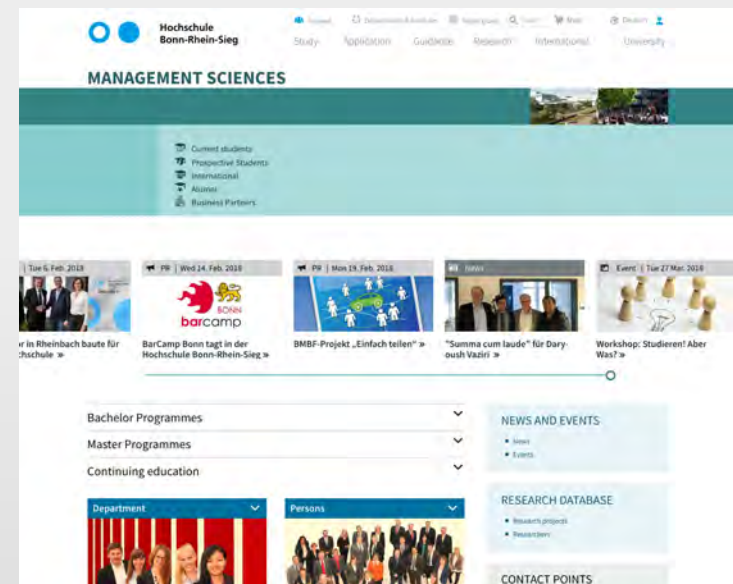 Hochschule
Bonn-Rhein-Sieg
Deutsch
Study
Application
Guidance
Research
International
University
MANAGEMENT SCIENCES
Current students
Prospective Students
International
Alumni
Business Partners
| Tue 6. Feb. 2018
PR | Wed 14. Feb. 2018
PR | Mon 19. Feb. 2018
News
Event | Tue 27 Mar. 2018
BONN
barcamp
r in Rheinbach baute für
chschule »
BarCamp Bonn tagt in der
Hochschule Bonn-Rhein-Sieg »
BMBF-Projekt „Einfach teilen“ »
"Summa cum laude" für Dary-
oush Vaziri »
Workshop: Studieren! Aber
Was? »
Bachelor Programmes
Master Programmes
Continuing education
Department
Persons
NEWS AND EVENTS
News
Events
RESEARCH DATABASE
Research projects
Researchers
CONTACT POINTS